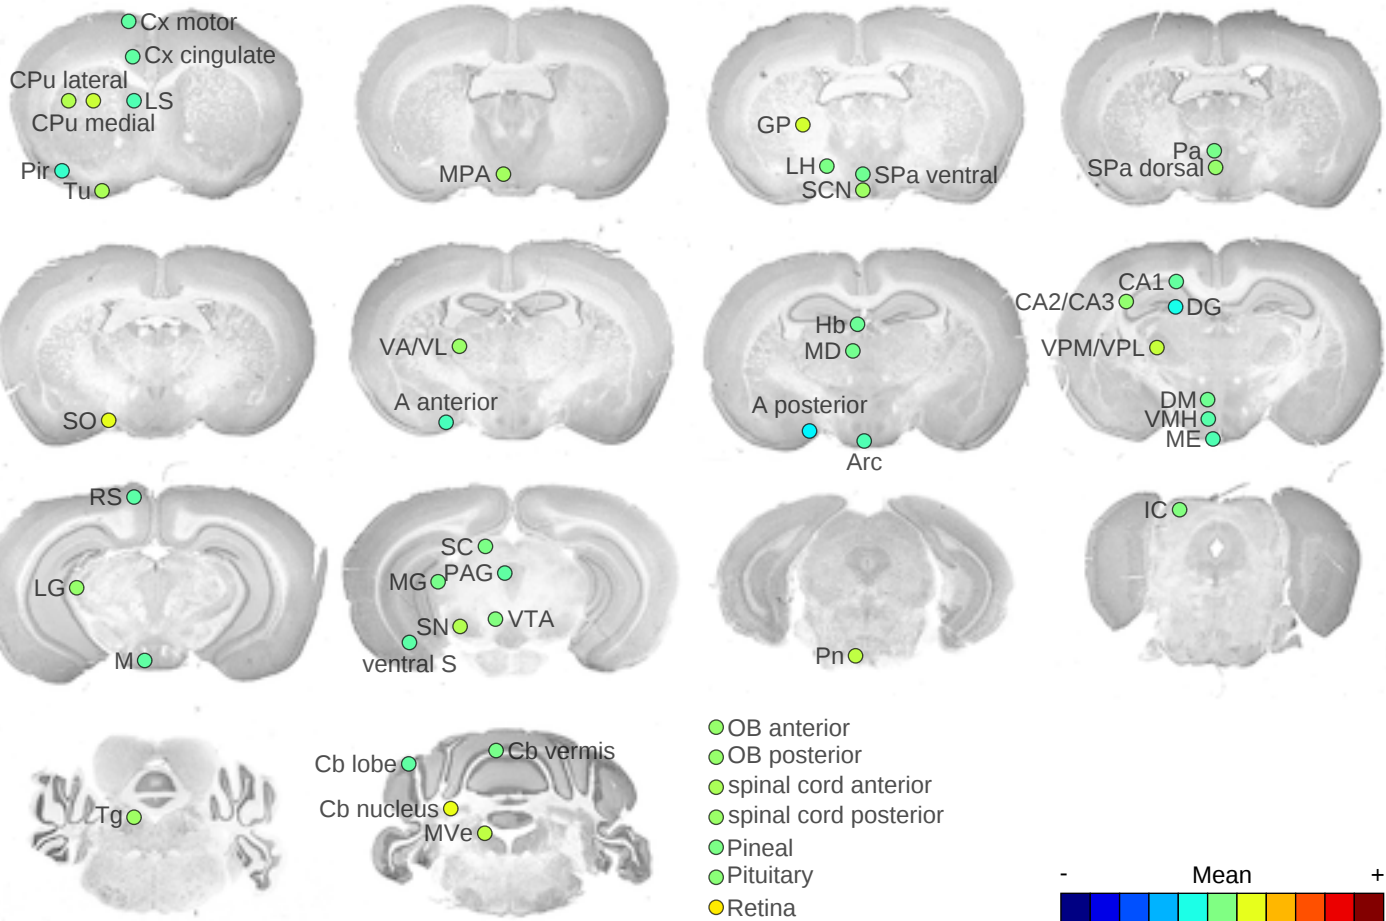 Cx motor
Cx cingulate
CPu lateral
LS
CPu medial
Pir
Tu
MPA
GP
LH
SPa ventral
SCN
Pa
SPa dorsal
SO
VA/VL
A anterior
Hb
MD
A posterior
Arc
CA1
CA2/CA3
DG
VPM/VPL
DM
VMH
ME
RS
LG
M
SC
MG
PAG
SN
VTA
ventral S
Pn
IC
Tg
Cb lobe
Cb vermis
Cb nucleus
MVe
OB anterior
OB posterior
spinal cord anterior
spinal cord posterior
Pineal
Pituitary
Retina
- Mean +